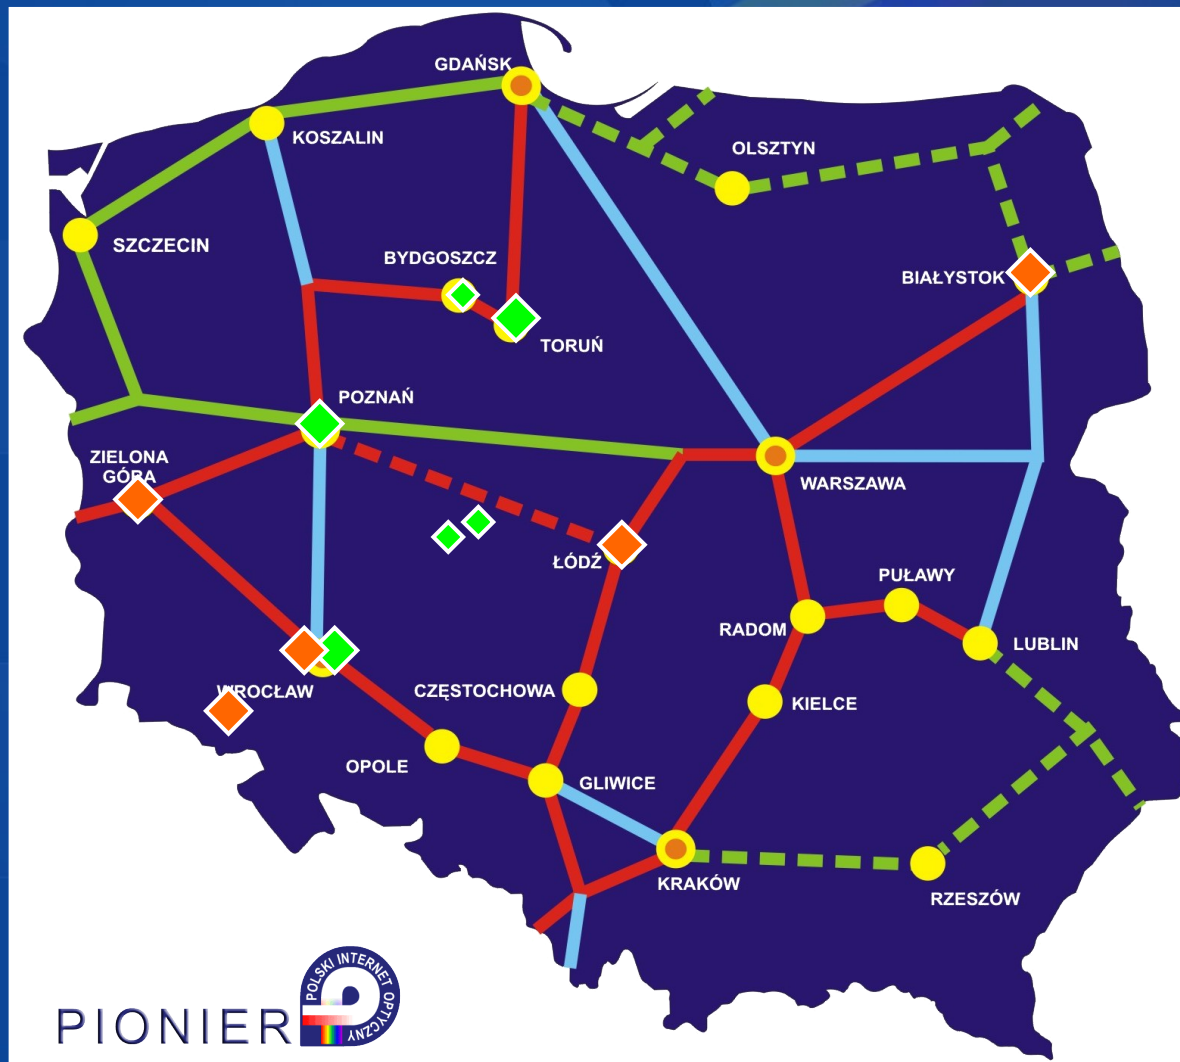 GDAŃSK
KOSZALIN
OLSZTYN
SZCZECIN
BYDGOSZCZ
BIAŁYSTOK
TORUŃ
POZNAŃ
ZIELONA
GÓRA
WARSZAWA
ŁÓDŹ
PUŁAWY
RADOM
LUBLIN
WROCŁAW
CZĘSTOCHOWA
KIELCE
OPOLE
GLIWICE
KRAKÓW
RZESZÓW
POLSKI INTERNET OPTYCZNY
PIONIER